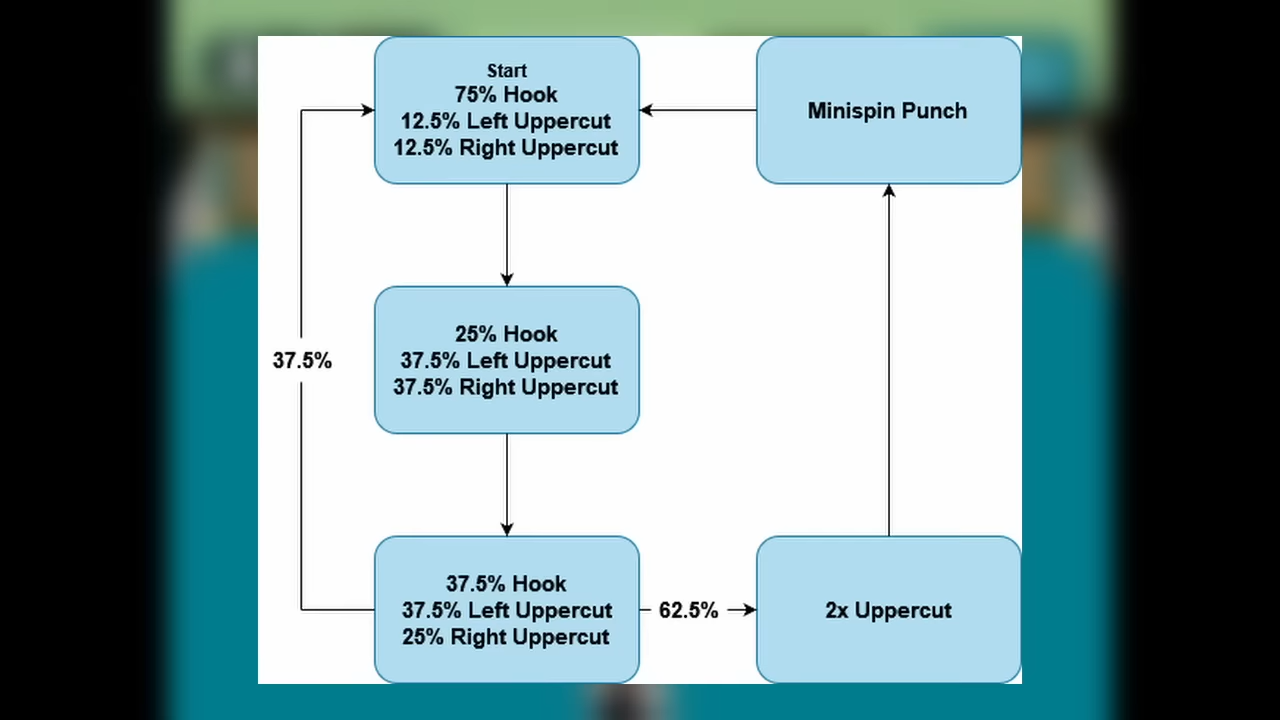 Start
75% Hook
12.5% Left Uppercut
12.5% Right Uppercut
Minispin Punch
25% Hook
37.5% Left Uppercut
37.5% Right Uppercut
37.5%
37.5% Hook
37.5% Left Uppercut
25% Right Uppercut
62.5%
2x Uppercut